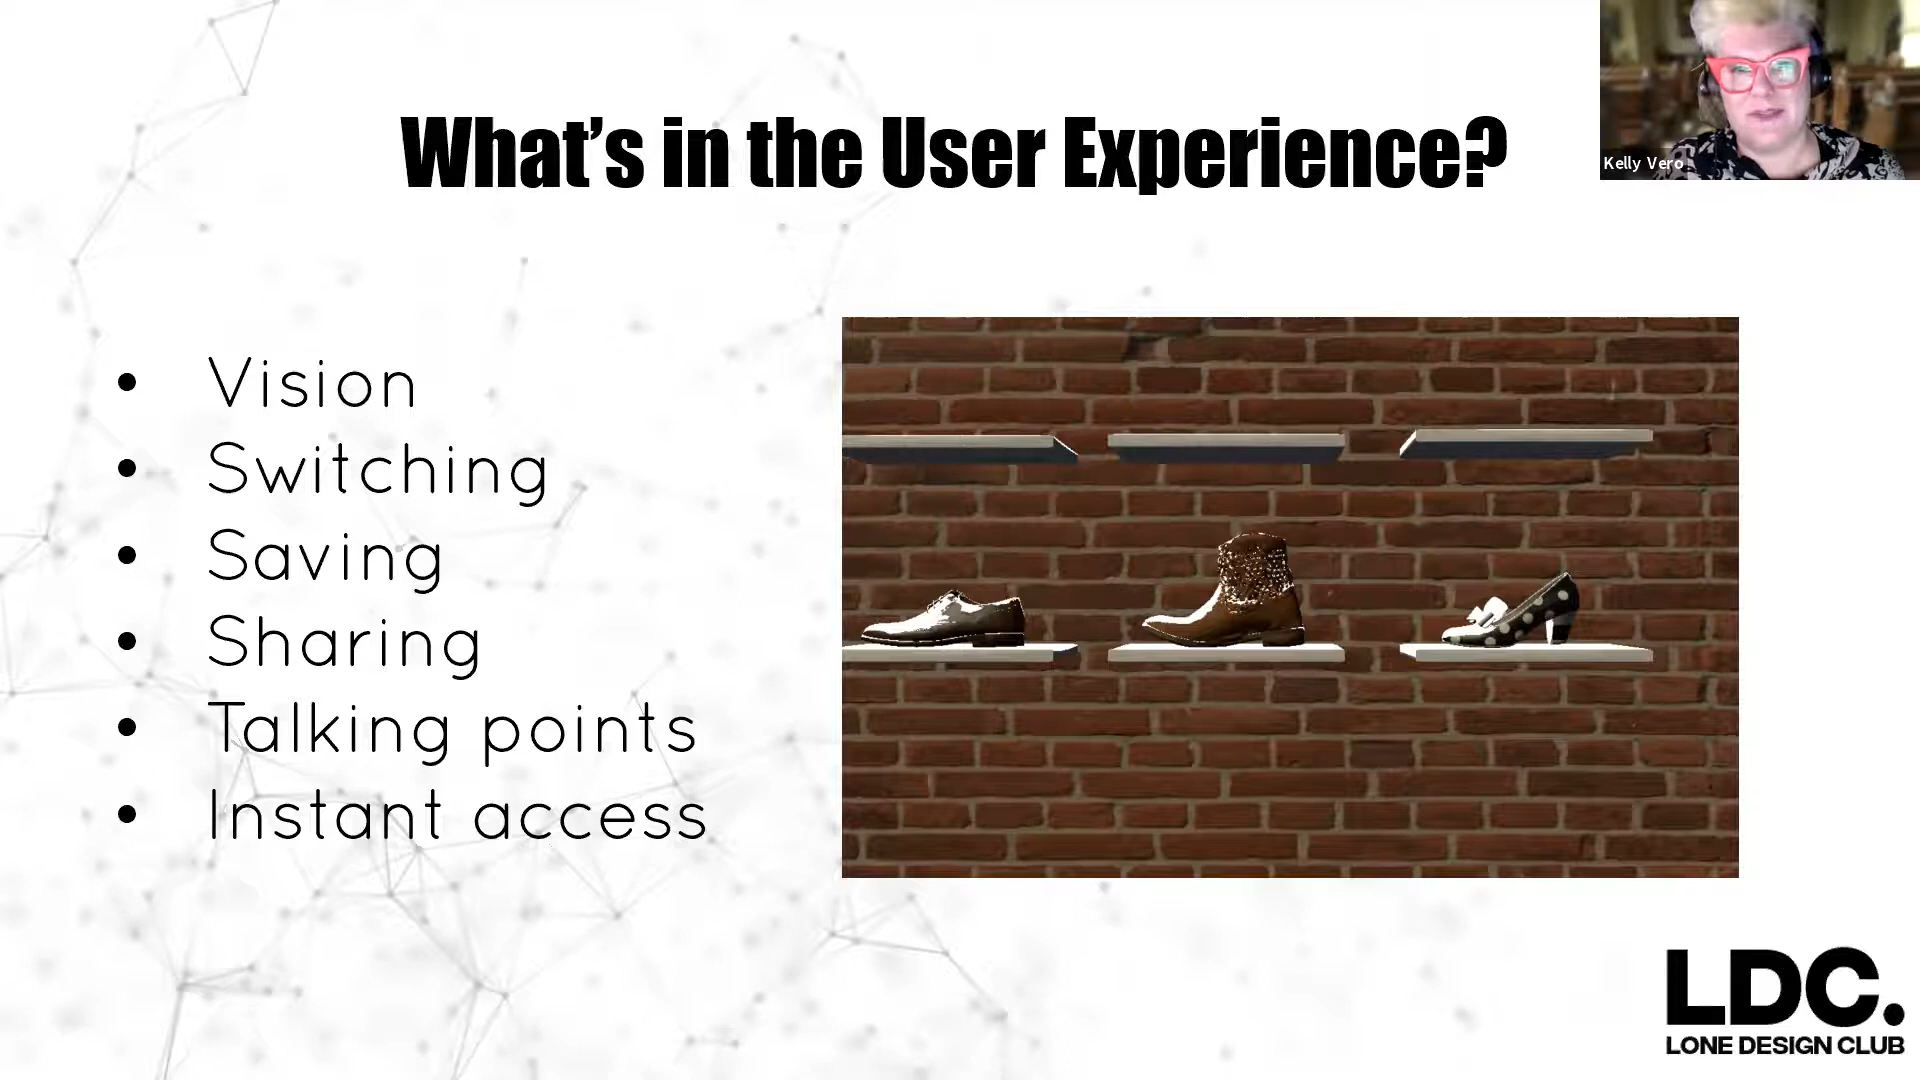 What's in the User Experience?
Kelly Vero
• Vision
• Switching
• Saving
• Sharing
• Talking points
• Instant access
LDC.
LONE DESIGN CLUB